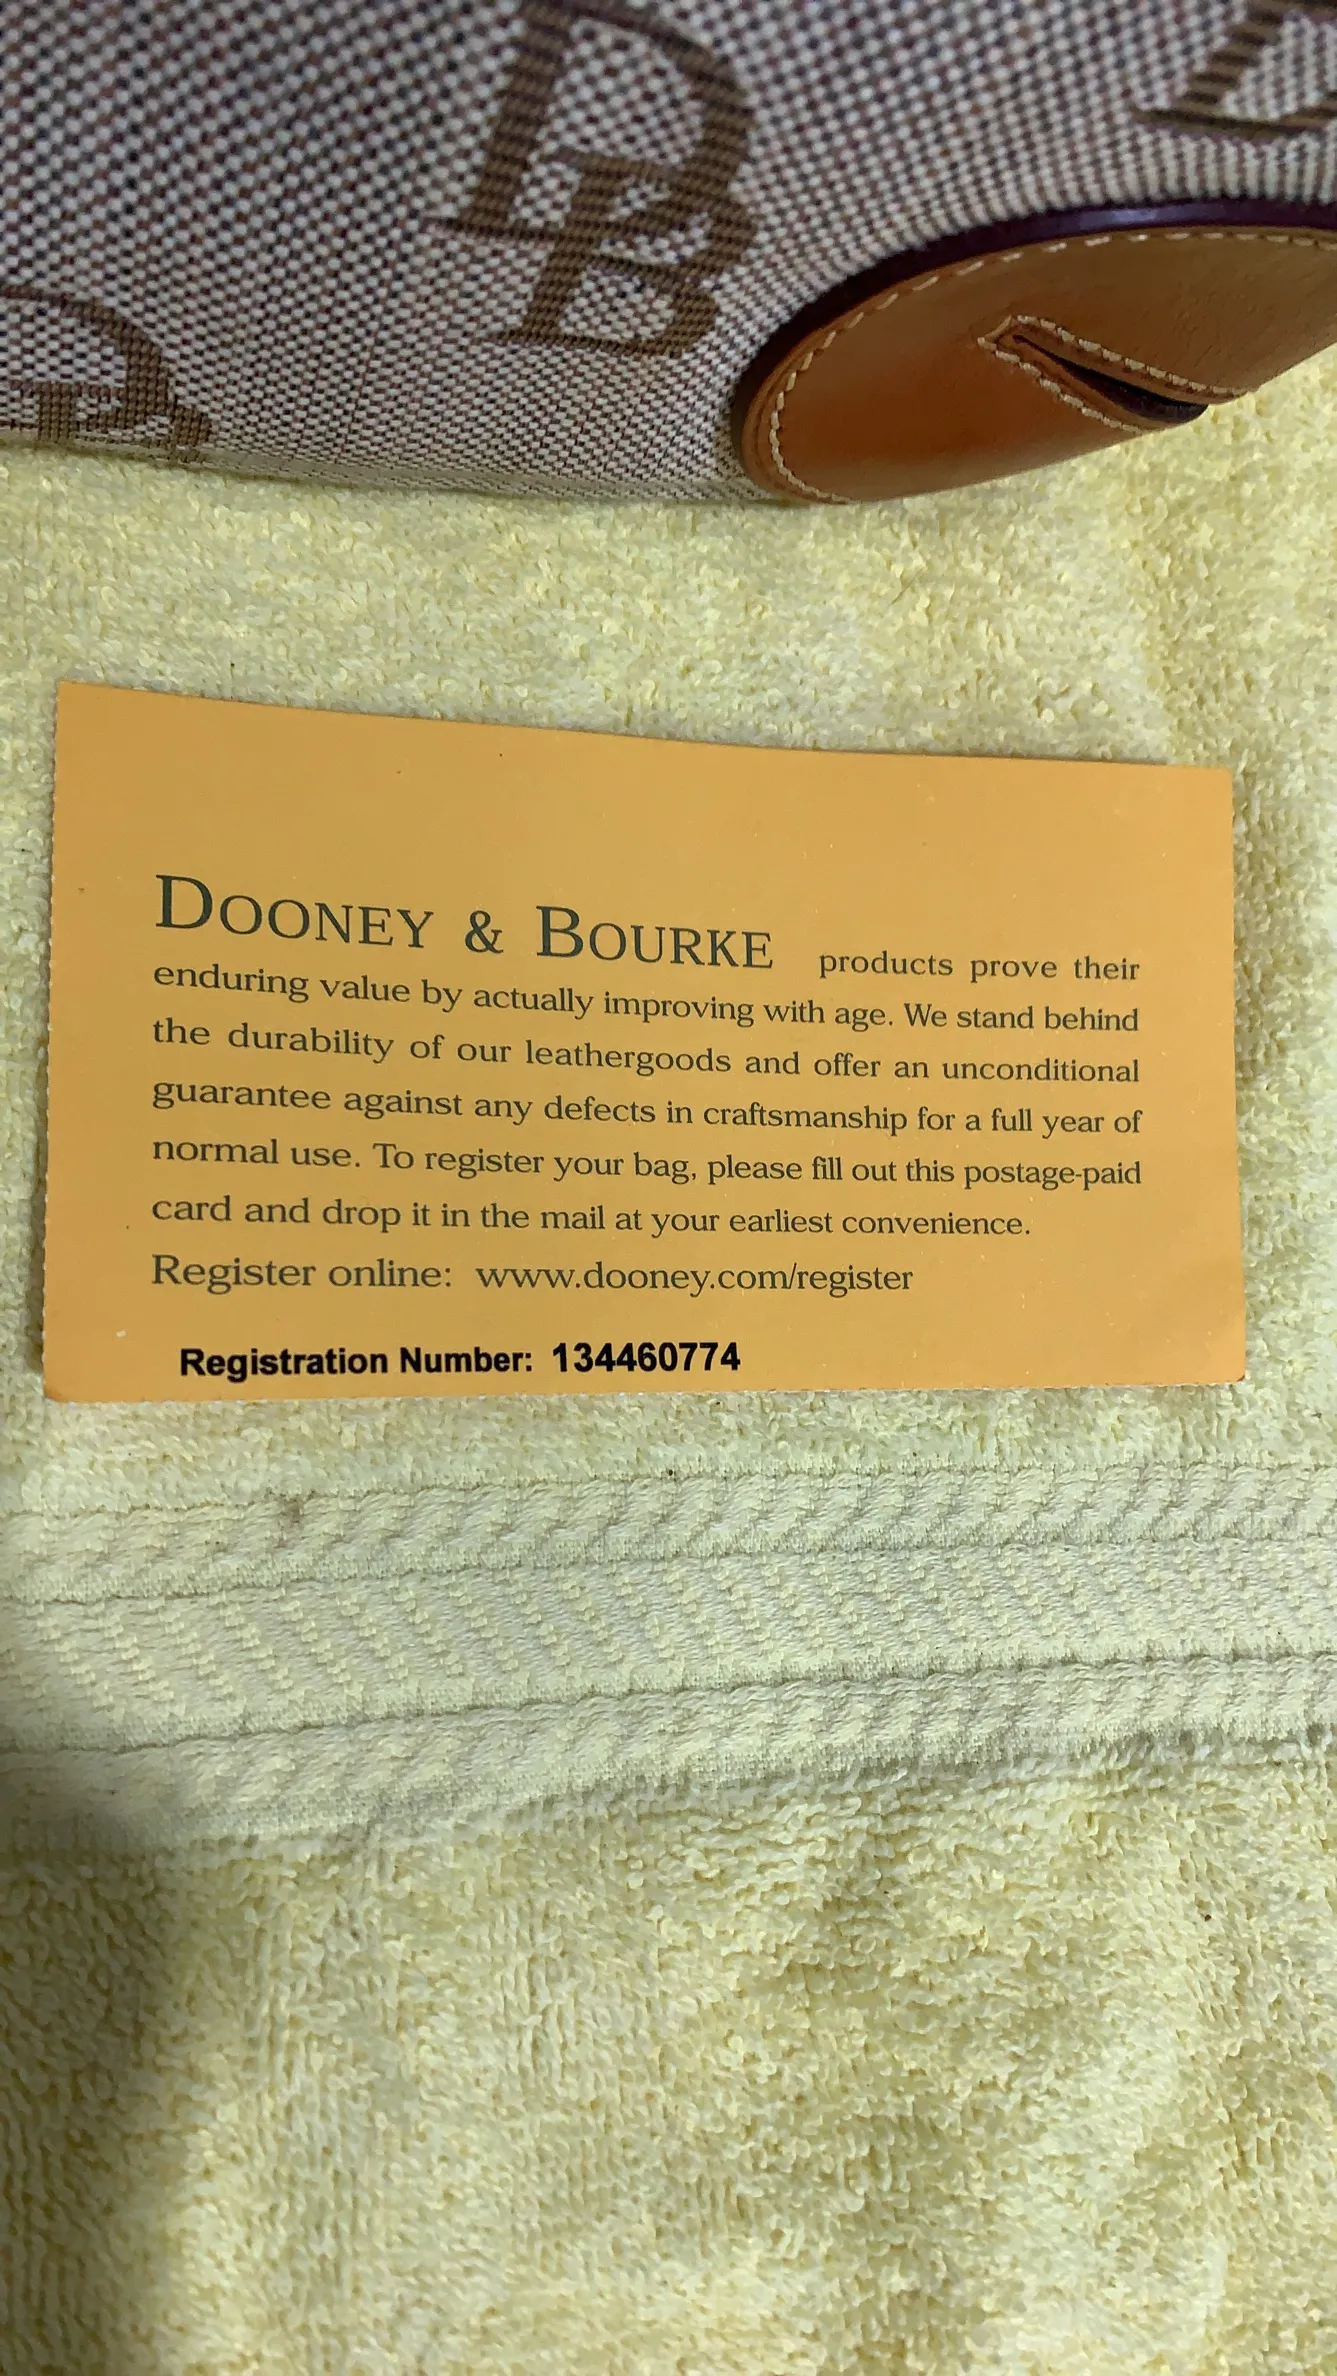 DB
DOONEY & BOURKE products prove their
enduring value by actually improving with age. We stand behind
the durability of our leathergoods and offer an unconditional
guarantee against any defects in craftsmanship for a full year of
normal use. To register your bag, please fill out this postage-paid
card and drop it in the mail at your earliest convenience.
Register online: www.dooney.com/register
Registration Number: 134460774